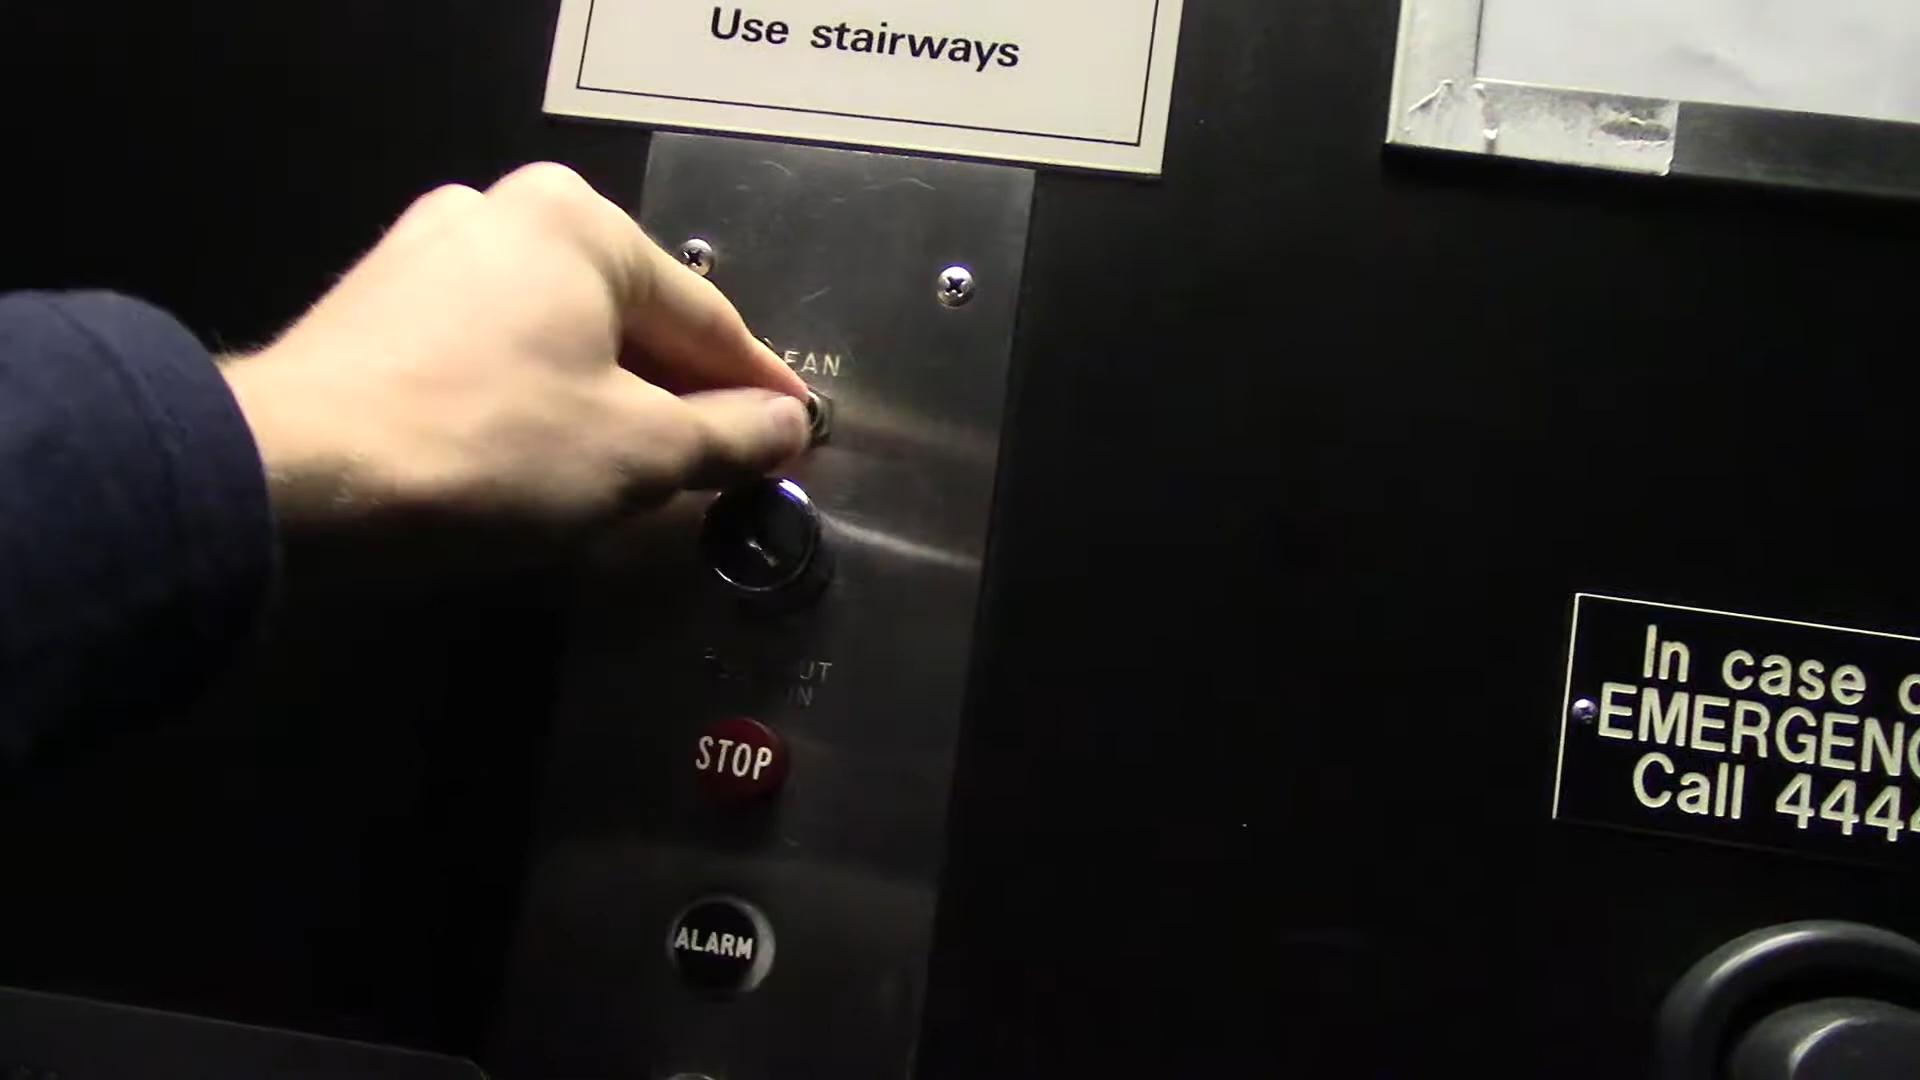 Use stairways
FAN
STOP
ALARM
In case
EMERGENC
Call 444